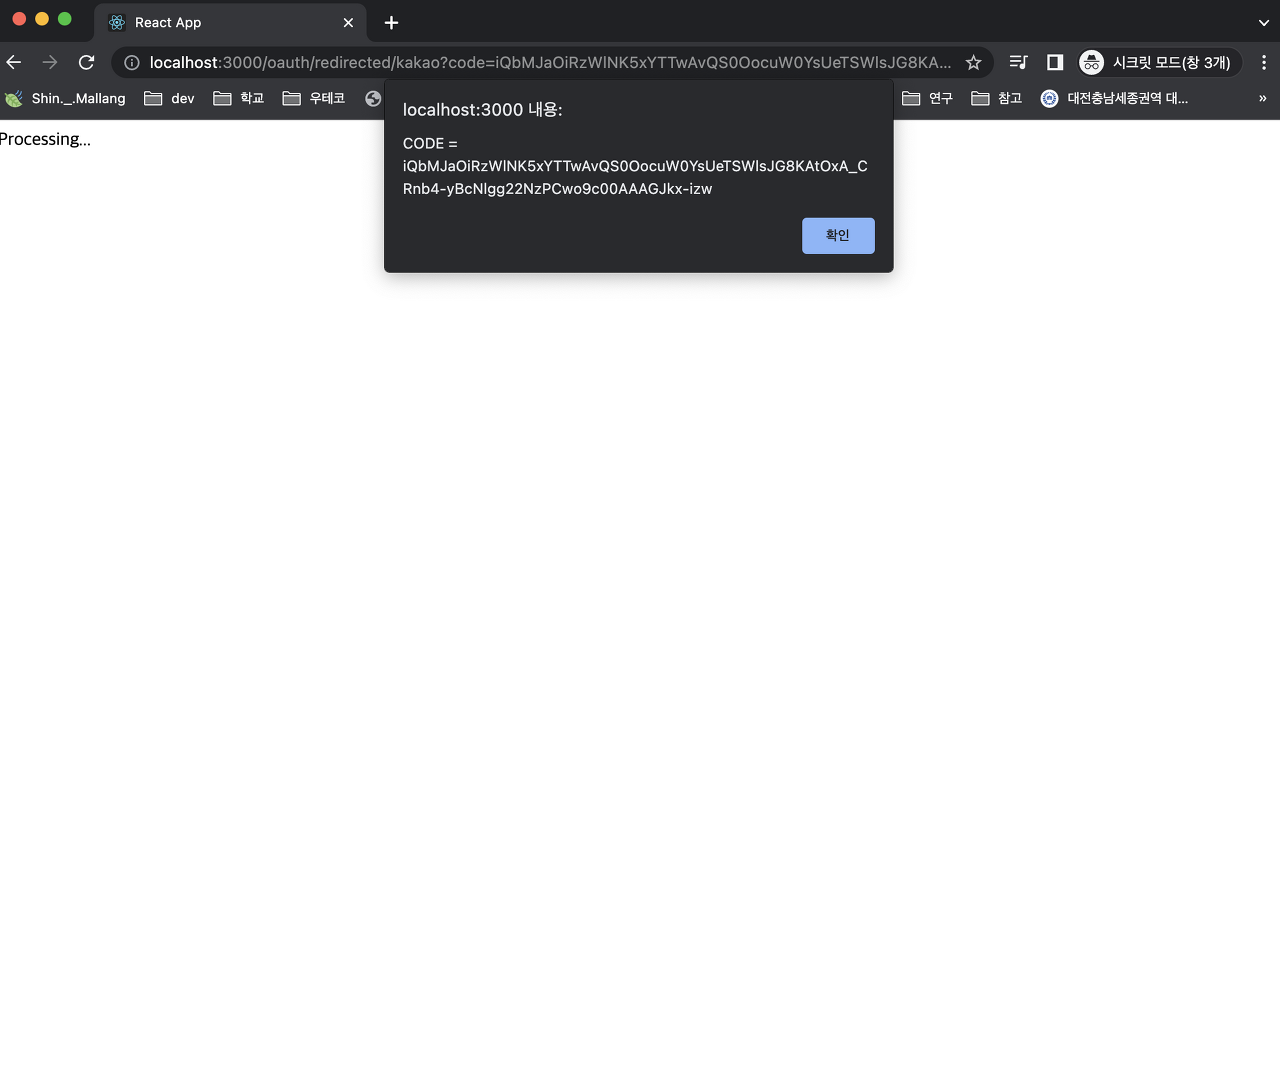 React App
localhost:3000/oauth/redirected/kakao?code=iQbMJaOiRzWINK5xYTTwAvQS0OocuW0YsUeTSWIsJG8KA...
시크릿 모드(창 3개)
Shin._.Mallang dev 학교 우테코 연구 참고 대전충남세종권역 대... »
Processing...
localhost:3000 내용:
CODE =
iQbMJaOiRzWINK5xYTTwAvQS0OocuW0YsUeTSWIsJG8KAtOxA_C
Rnb4-yBcNlgg22NzPCwo9c00AAAGJkx-izw
확인